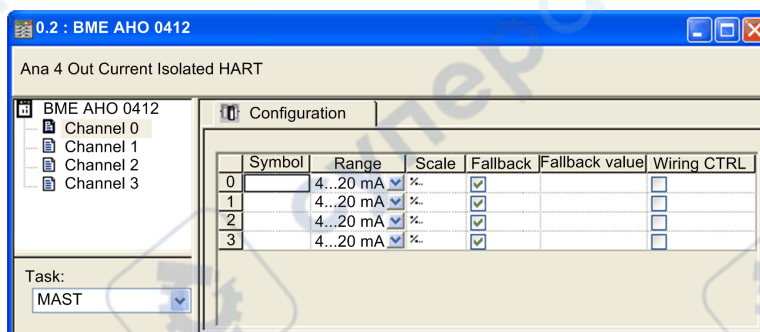 0.2 : BME AHO 0412
Ana 4 Out Current Isolated HART
BME AHO 0412
Channel 0
Channel 1
Channel 2
Channel 3
Task:
MAST
Configuration
Symbol Range Scale Fallback Fallback value Wiring CTRL
0 4...20 mA %..
1 4...20 mA %..
2 4...20 mA %..
3 4...20 mA %..
супер